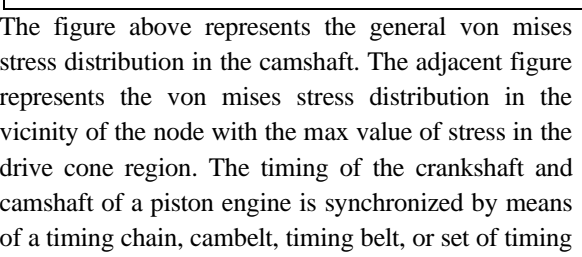 The figure above represents the general von mises
stress distribution in the camshaft. The adjacent figure
represents the von mises stress distribution in the
vicinity of the node with the max value of stress in the
drive cone region. The timing of the crankshaft and
camshaft of a piston engine is synchronized by means
of a timing chain, cambelt, timing belt, or set of timing